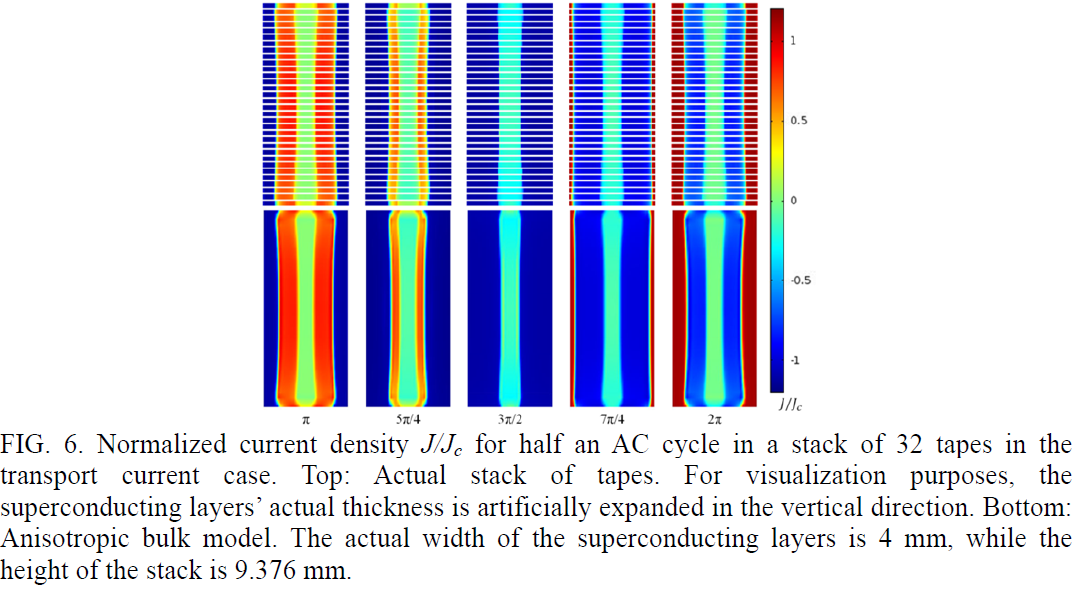 1
0.5
0
-0.5
-1
J/Jc
π 5π/4 3π/2 7π/4 2π
FIG. 6. Normalized current density J/Jc for half an AC cycle in a stack of 32 tapes in the
transport current case. Top: Actual stack of tapes. For visualization purposes, the
superconducting layers’ actual thickness is artificially expanded in the vertical direction. Bottom:
Anisotropic bulk model. The actual width of the superconducting layers is 4 mm, while the
height of the stack is 9.376 mm.